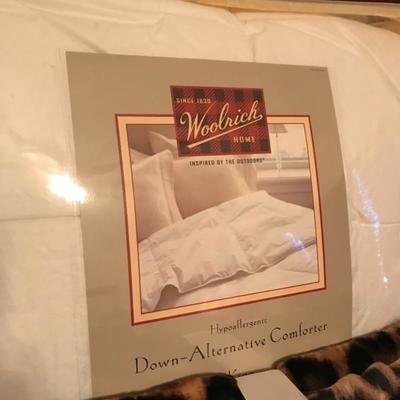 SINCE 1830
Woolrich
HOME
INSPIRED BY THE OUTDOORS®
Hypoallergenic
Down-Alternative Comforter